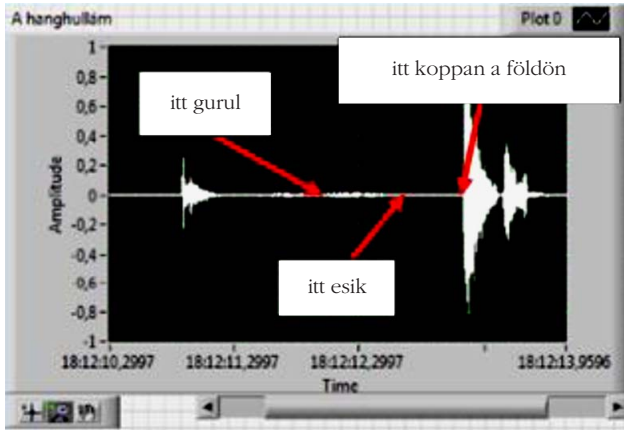 A hanghullám
Plot 0
itt koppan a földön
itt gurul
itt esik
Amplitude
1
0,8
0,6
0,4
0,2
0
-0,2
-0,4
-0,6
-0,8
-1
18:12:10,2997 18:12:11,2997 18:12:12,2997 18:12:13,9596
Time